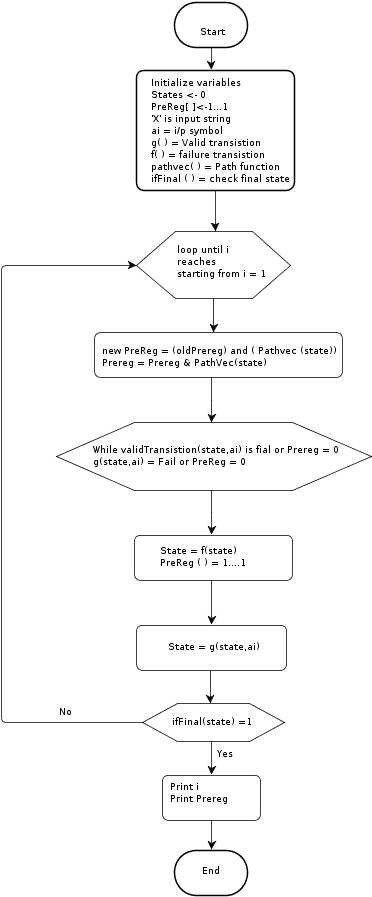 Start
Initialize variables
States <- 0
PreReg[ ]<-1...1
'X' is input string
ai = i/p symbol
g( ) = Valid transistion
f( ) = failure transistion
pathvec( ) = Path function
ifFinal ( ) = check final state
loop until i
reaches
starting from i = 1
new PreReg = (oldPrereg) and ( Pathvec (state))
Prereg = Prereg & PathVec(state)
While validTransistion(state,ai) is fial or Prereg = 0
g(state,ai) = Fail or PreReg = 0
State = f(state)
PreReg ( ) = 1....1
State = g(state,ai)
ifFinal(state) =1
No
Yes
Print i
Print Prereg
End